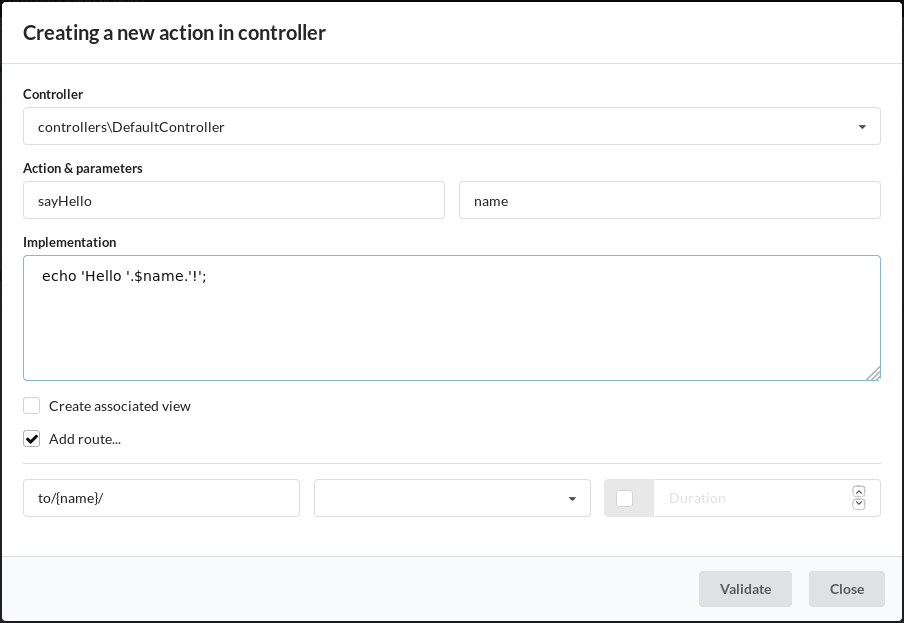 Creating a new action in controller
Controller
controllers\DefaultController
Action & parameters
sayHello
name
Implementation
echo 'Hello '.$name.'!';
Create associated view
Add route...
to/{name}/
Duration
Validate
Close